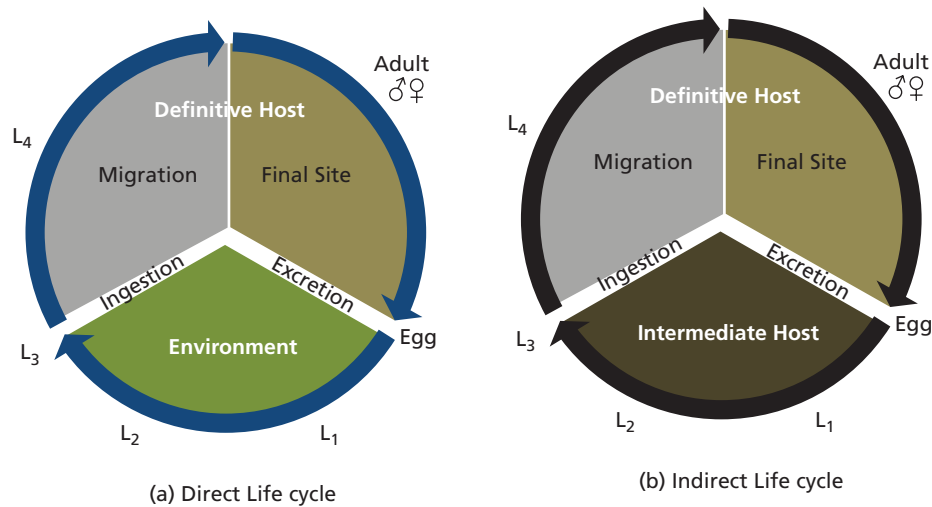 Adult
♂♀
Definitive Host
L₄
Migration
Final Site
Ingestion
Excretion
Egg
Environment
L₃
L₂
L₁
(a) Direct Life cycle
Adult
♂♀
Definitive Host
L₄
Migration
Final Site
Ingestion
Excretion
Egg
Intermediate Host
L₃
L₂
L₁
(b) Indirect Life cycle